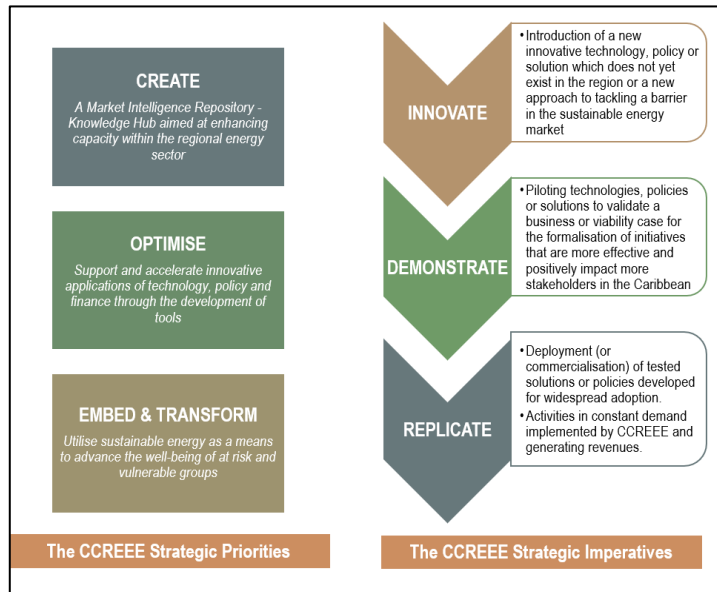 CREATE
A Market Intelligence Repository -
Knowledge Hub aimed at enhancing
capacity within the regional energy
sector
OPTIMISE
Support and accelerate innovative
applications of technology, policy and
finance through the development of
tools
EMBED & TRANSFORM
Utilise sustainable energy as a means
to advance the well-being of at risk and
vulnerable groups
The CCREEE Strategic Priorities
INNOVATE
•Introduction of a new
innovative technology, policy or
solution which does not yet
exist in the region or a new
approach to tackling a barrier
in the sustainable energy
market
DEMONSTRATE
•Piloting technologies, policies
or solutions to validate a
business or viability case for
the formalisation of initiatives
that are more effective and
positively impact more
stakeholders in the Caribbean
REPLICATE
•Deployment (or
commercialisation) of tested
solutions or policies developed
for widespread adoption.
•Activities in constant demand
implemented by CCREEE and
generating revenues.
The CCREEE Strategic Imperatives